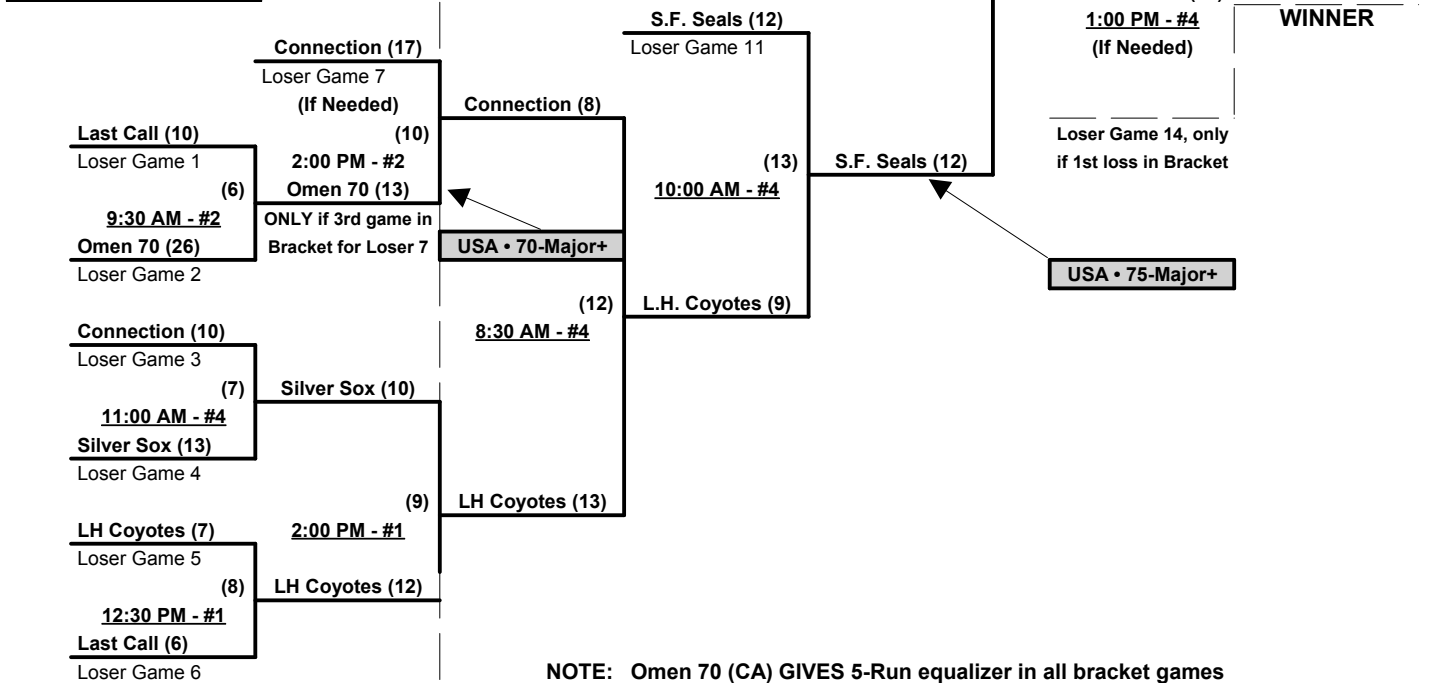 S.F. Seals (12)
1:00 PM - #4
WINNER
Connection (17)
Loser Game 11
(If Needed)
Loser Game 7
(If Needed)
Connection (8)
Last Call (10)
(10)
Loser Game 14, only
Loser Game 1
2:00 PM - #2
(13)
S.F. Seals (12)
if 1st loss in Bracket
(6)
Omen 70 (13)
10:00 AM - #4
9:30 AM - #2
ONLY if 3rd game in
Omen 70 (26)
Bracket for Loser 7
USA • 70-Major+
Loser Game 2
USA • 75-Major+
(12)
L.H. Coyotes (9)
Connection (10)
8:30 AM - #4
Loser Game 3
(7)
Silver Sox (10)
11:00 AM - #4
Silver Sox (13)
Loser Game 4
(9)
LH Coyotes (13)
LH Coyotes (7)
2:00 PM - #1
Loser Game 5
(8)
LH Coyotes (12)
12:30 PM - #1
Last Call (6)
Loser Game 6
NOTE: Omen 70 (CA) GIVES 5-Run equalizer in all bracket games